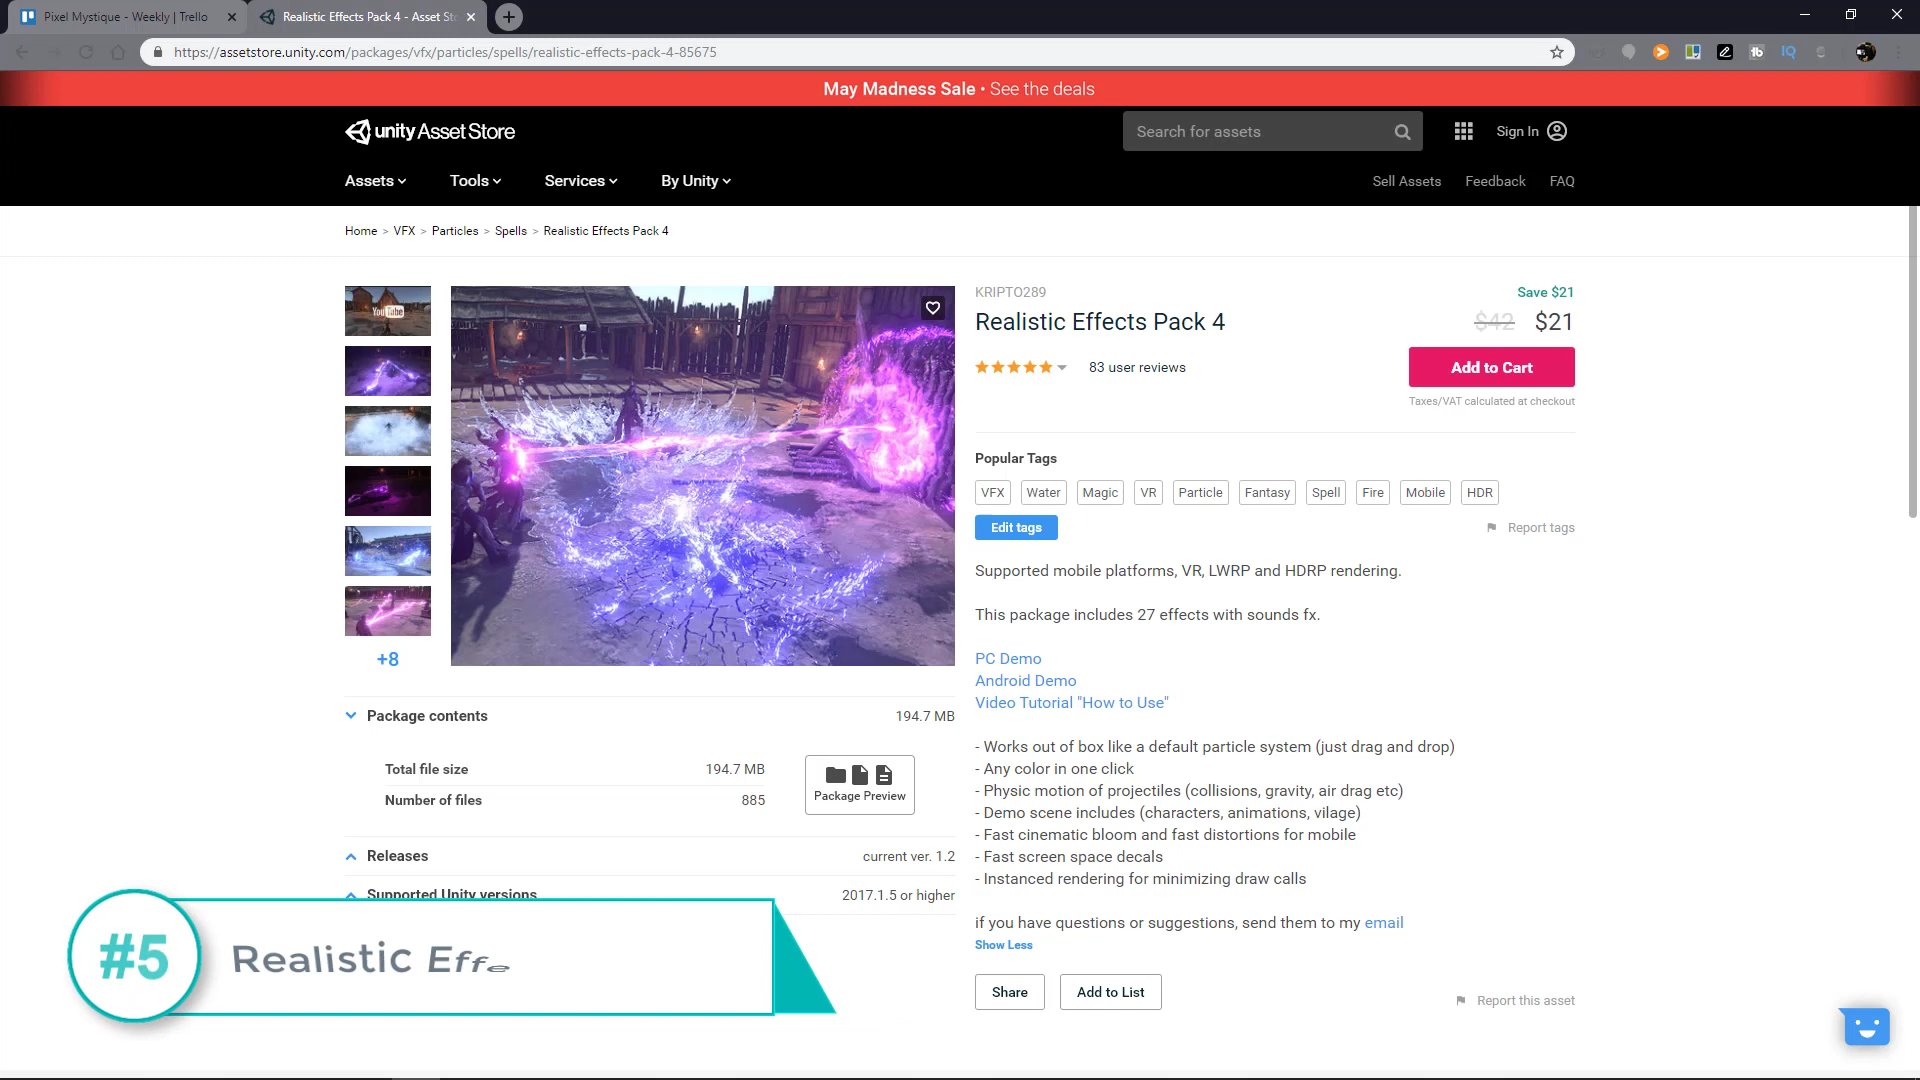 Pixel Mystique - Weekly | Trello
Realistic Effects Pack 4 - Asset Sto
https://assetstore.unity.com/packages/vfx/particles/spells/realistic-effects-pack-4-85675
May Madness Sale • See the deals
unity Asset Store
Search for assets
Sign In
Assets
Tools
Services
By Unity
Sell Assets
Feedback
FAQ
Home > VFX > Particles > Spells > Realistic Effects Pack 4
YouTube
+8
KRIPTO289
Save $21
Realistic Effects Pack 4
$42 $21
83 user reviews
Add to Cart
Taxes/VAT calculated at checkout
Popular Tags
VFX
Water
Magic
VR
Particle
Fantasy
Spell
Fire
Mobile
HDR
Edit tags
Report tags
Supported mobile platforms, VR, LWRP and HDRP rendering.
This package includes 27 effects with sounds fx.
PC Demo
Android Demo
Video Tutorial "How to Use"
- Works out of box like a default particle system (just drag and drop)
- Any color in one click
- Physic motion of projectiles (collisions, gravity, air drag etc)
- Demo scene includes (characters, animations, vilage)
- Fast cinematic bloom and fast distortions for mobile
- Fast screen space decals
- Instanced rendering for minimizing draw calls
if you have questions or suggestions, send them to my email
Show Less
Share
Add to List
Report this asset
Package contents 194.7 MB
Total file size 194.7 MB
Number of files 885
Package Preview
Releases current ver. 1.2
Supported Unity versions 2017.1.5 or higher
#5 Realistic Effe